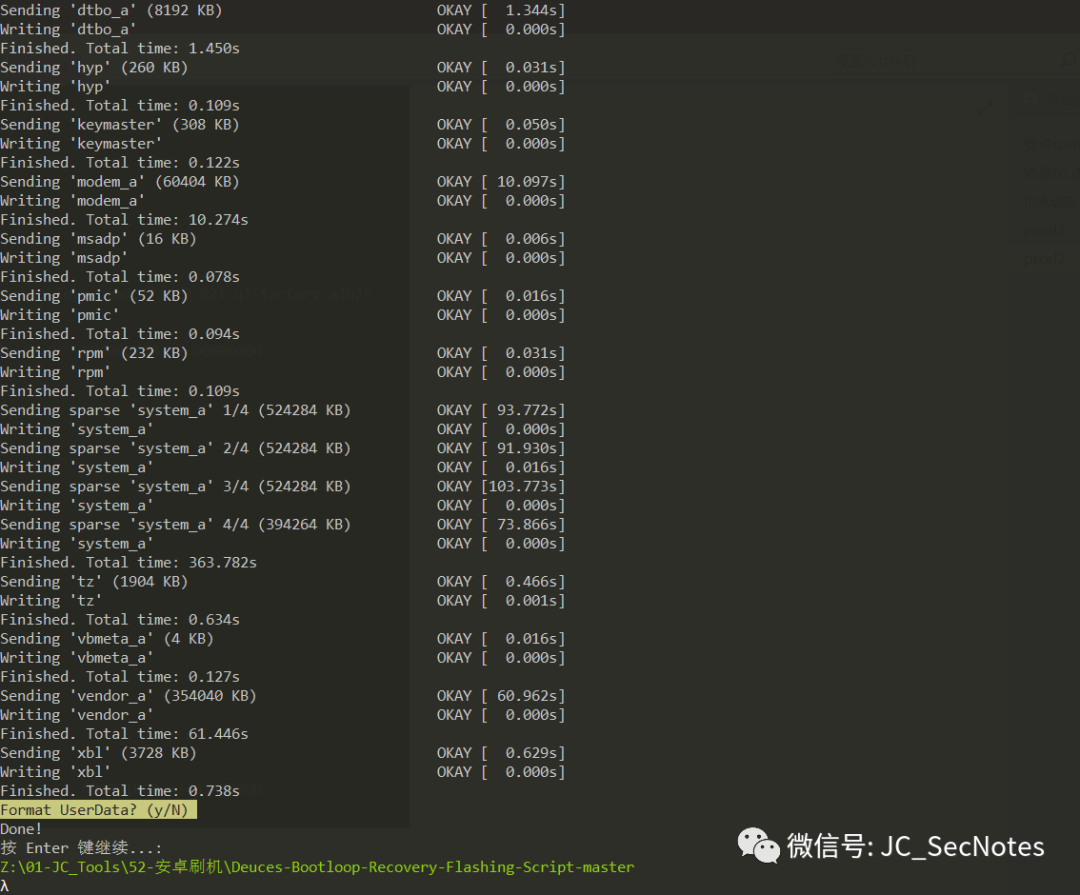 Sending 'dtbo_a' (8192 KB) OKAY [  1.344s]
Writing 'dtbo_a' OKAY [  0.000s]
Finished. Total time: 1.450s
Sending 'hyp' (260 KB) OKAY [  0.031s]
Writing 'hyp' OKAY [  0.000s]
Finished. Total time: 0.109s
Sending 'keymaster' (308 KB) OKAY [  0.050s]
Writing 'keymaster' OKAY [  0.000s]
Finished. Total time: 0.122s
Sending 'modem_a' (60404 KB) OKAY [ 10.097s]
Writing 'modem_a' OKAY [  0.000s]
Finished. Total time: 10.274s
Sending 'msadp' (16 KB) OKAY [  0.006s]
Writing 'msadp' OKAY [  0.000s]
Finished. Total time: 0.078s
Sending 'pmic' (52 KB) OKAY [  0.016s]
Writing 'pmic' OKAY [  0.000s]
Finished. Total time: 0.094s
Sending 'rpm' (232 KB) OKAY [  0.031s]
Writing 'rpm' OKAY [  0.000s]
Finished. Total time: 0.109s
Sending sparse 'system_a' 1/4 (524284 KB) OKAY [ 93.772s]
Writing 'system_a' OKAY [  0.000s]
Sending sparse 'system_a' 2/4 (524284 KB) OKAY [ 91.930s]
Writing 'system_a' OKAY [  0.016s]
Sending sparse 'system_a' 3/4 (524284 KB) OKAY [103.773s]
Writing 'system_a' OKAY [  0.000s]
Sending sparse 'system_a' 4/4 (394264 KB) OKAY [ 73.866s]
Writing 'system_a' OKAY [  0.000s]
Finished. Total time: 363.782s
Sending 'tz' (1904 KB) OKAY [  0.466s]
Writing 'tz' OKAY [  0.001s]
Finished. Total time: 0.634s
Sending 'vbmeta_a' (4 KB) OKAY [  0.016s]
Writing 'vbmeta_a' OKAY [  0.000s]
Finished. Total time: 0.127s
Sending 'vendor_a' (354040 KB) OKAY [ 60.962s]
Writing 'vendor_a' OKAY [  0.000s]
Finished. Total time: 61.446s
Sending 'xbl' (3728 KB) OKAY [  0.629s]
Writing 'xbl' OKAY [  0.000s]
Finished. Total time: 0.738s
Format UserData? (y/N)
Done!
按 Enter 键继续...:
Z:\01-JC_Tools\52-安卓刷机\Deuces-Bootloop-Recovery-Flashing-Script-master
λ
微信号: JC_SecNotes